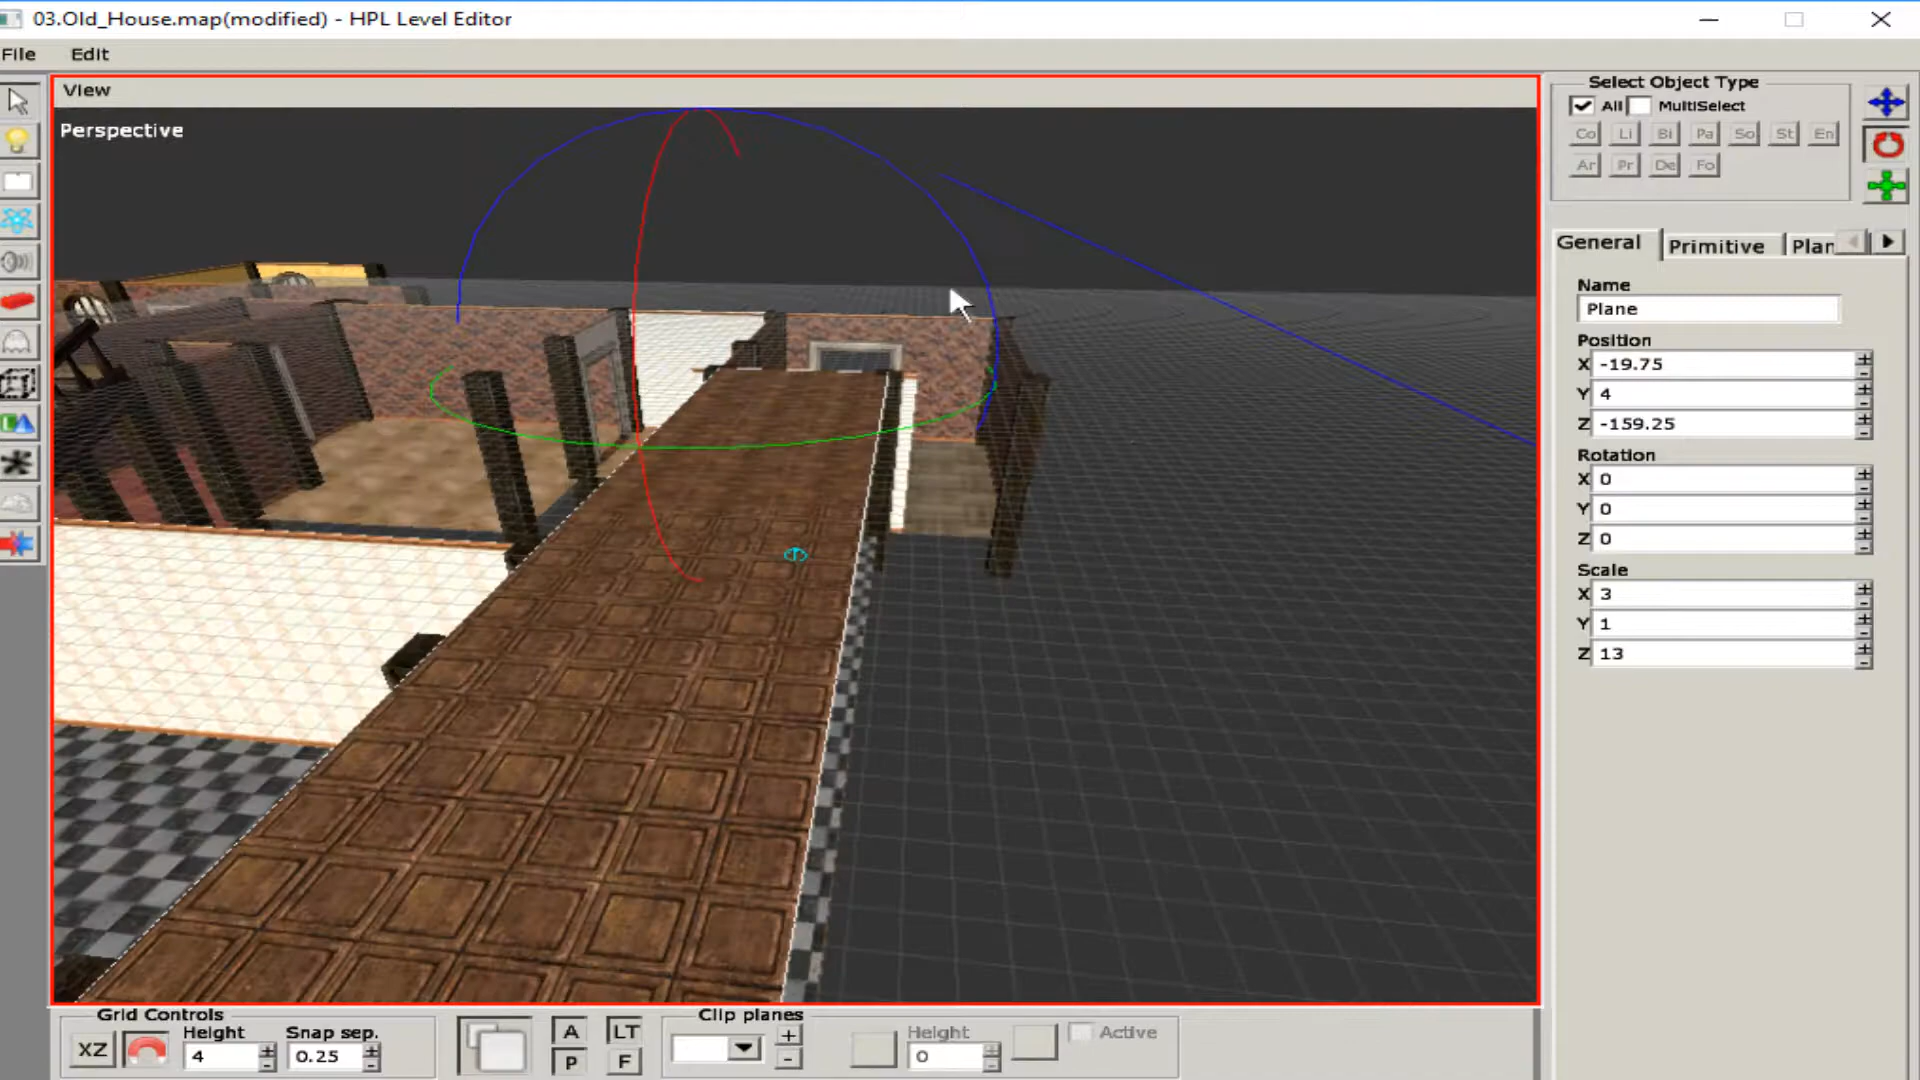 03.Old_House.map(modified) - HPL Level Editor
File Edit
View
Perspective
Select Object Type
All MultiSelect
Co Li Bi Pa So St En
Ar Pr De Fo
General Primitive Plan
Name
Plane
Position
X -19.75
Y 4
Z -159.25
Rotation
X 0
Y 0
Z 0
Scale
X 3
Y 1
Z 13
Grid Controls
XZ Height Snap sep.
4 0.25
A LT
P F
Clip planes
+
-
Height Active
0